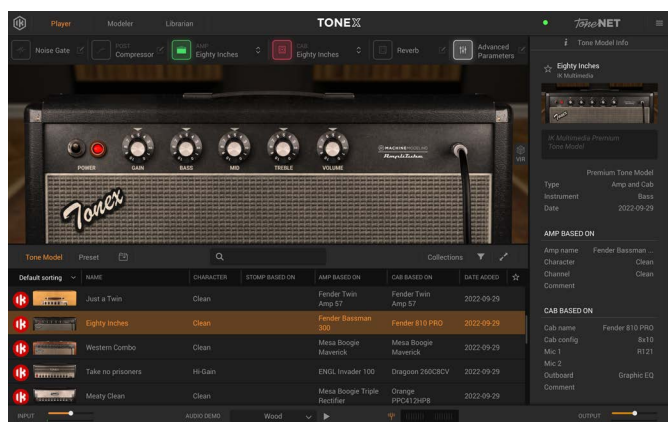 Player Modeler Librarian TONEX ToneNET
Noise Gate
POST
Compressor
AMP
Eighty Inches
CAB
Eighty Inches
Reverb
Advanced
Parameters
i Tone Model Info
Eighty Inches
IK Multimedia
POWER GAIN BASS MID TREBLE VOLUME
MACHINE MODELING
AmpliTube
VIR
Tonex
IK Multimedia Premium
Tone Model
Premium Tone Model
Type Amp and Cab
Instrument Bass
Date 2022-09-29
AMP BASED ON
Amp name Fender Bassman ...
Character Clean
Channel Clean
Comment
CAB BASED ON
Cab name Fender 810 PRO
Cab config 8x10
Mic 1 R121
Mic 2
Outboard Graphic EQ
Comment
Tone Model Preset Collections
Default sorting NAME CHARACTER STOMP BASED ON AMP BASED ON CAB BASED ON DATE ADDED
Just a Twin Clean Fender Twin Amp 57 Fender Twin Amp 57 2022-09-29
Eighty Inches Clean Fender Bassman 300 Fender 810 PRO 2022-09-29
Western Combo Clean Mesa Boogie Maverick Mesa Boogie Maverick 2022-09-29
Take no prisoners Hi-Gain ENGL Invader 100 Dragoon 260C8CV 2022-09-29
Meaty Clean Clean Mesa Boogie Triple Rectifier Orange PPC412HP8 2022-09-29
INPUT AUDIO DEMO Wood OUTPUT